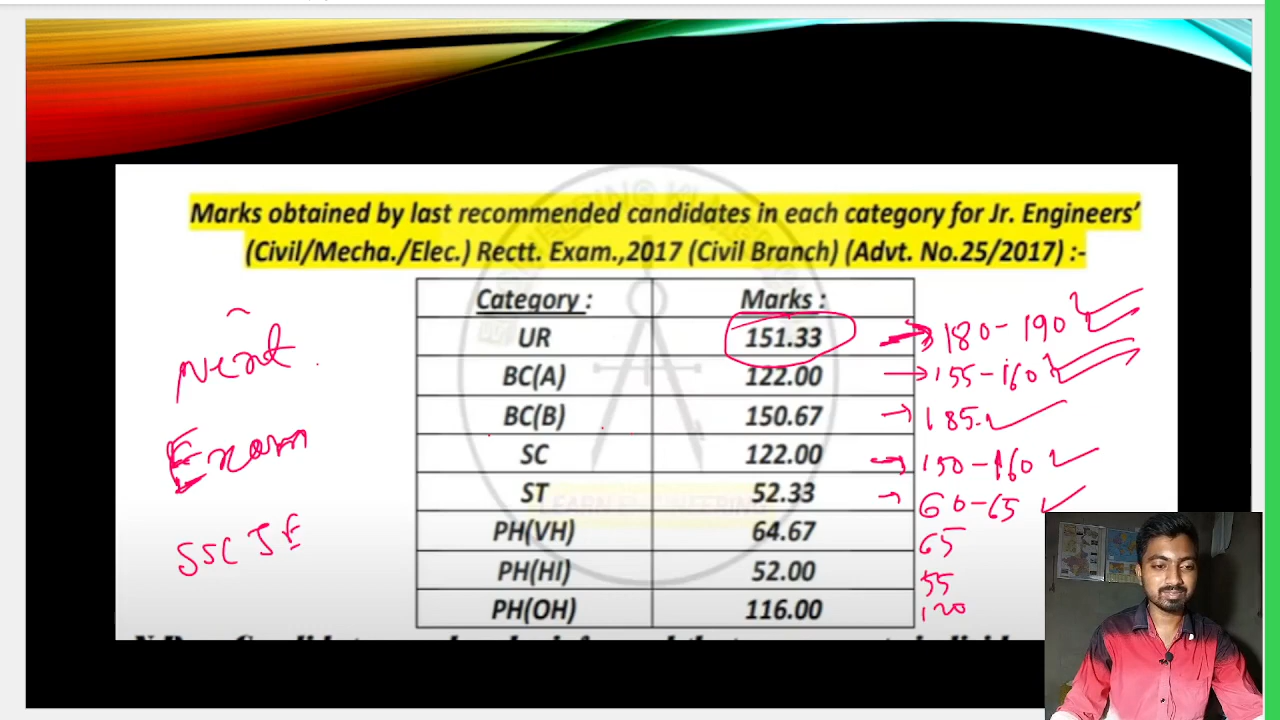 Marks obtained by last recommended candidates in each category for Jr. Engineers'
(Civil/Mecha./Elec.) Rectt. Exam.,2017 (Civil Branch) (Advt. No.25/2017) :-
Category : Marks :
UR 151.33 180-190
BC(A) 122.00 155-160
BC(B) 150.67 185
SC 122.00 150-160
ST 52.33 60-65
PH(VH) 64.67 65
PH(HI) 52.00 55
PH(OH) 116.00 120
Next
Exam
SSC JE
EARN ENGINEERING